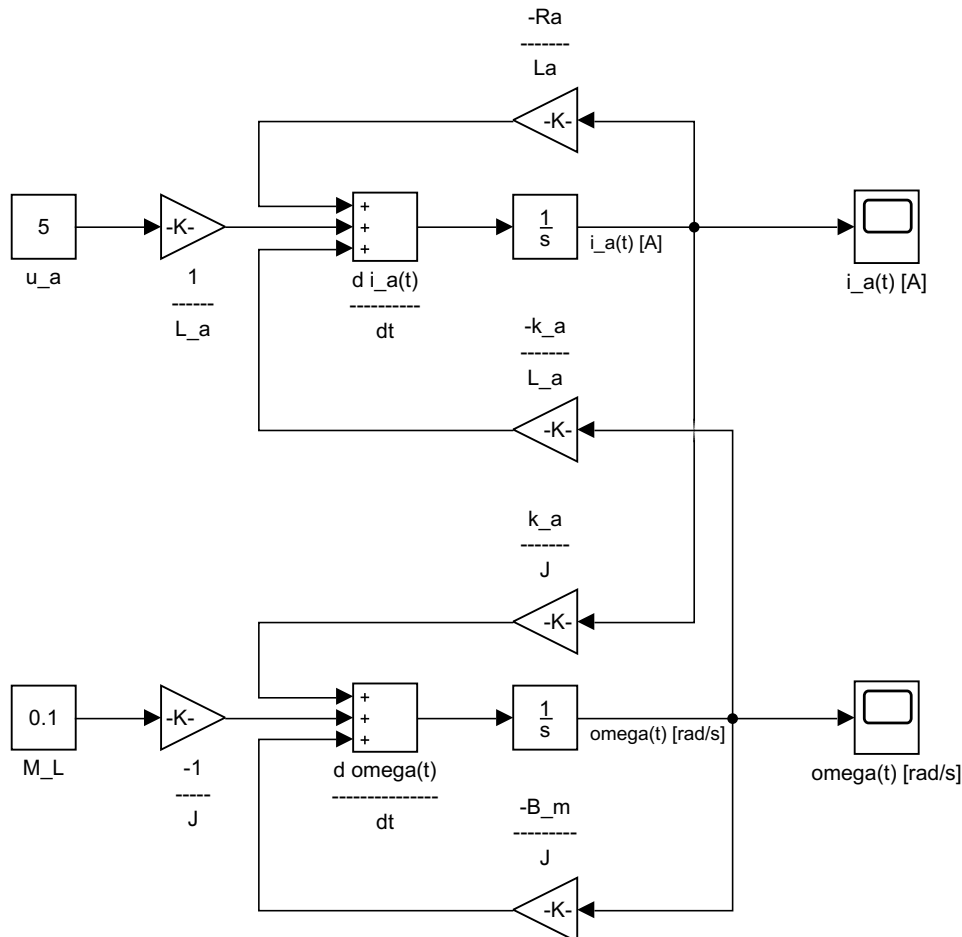 -Ra
-------
La
-K-
5
u_a
-K-
1
------
L_a
+
+
+
d i_a(t)
----------
dt
1
s
i_a(t) [A]
i_a(t) [A]
-k_a
-------
L_a
-K-
k_a
-------
J
-K-
0.1
M_L
-K-
-1
-----
J
+
+
+
d omega(t)
---------------
dt
1
s
omega(t) [rad/s]
omega(t) [rad/s]
-B_m
---------
J
-K-